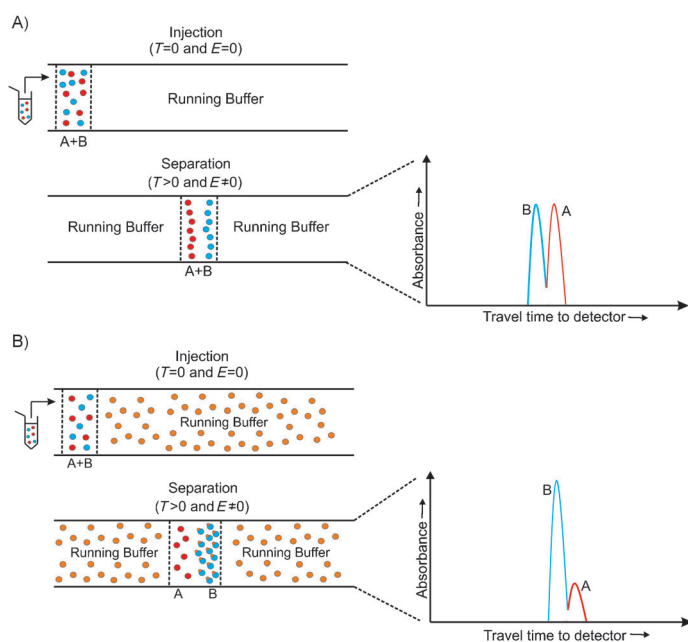 A)
Injection
(T=0 and E=0)
Running Buffer
A+B
Separation
(T>0 and E≠0)
Running Buffer
Running Buffer
A+B
Absorbance
B
A
Travel time to detector
B)
Injection
(T=0 and E=0)
Running Buffer
A+B
Separation
(T>0 and E≠0)
Running Buffer
Running Buffer
A
B
Absorbance
B
A
Travel time to detector